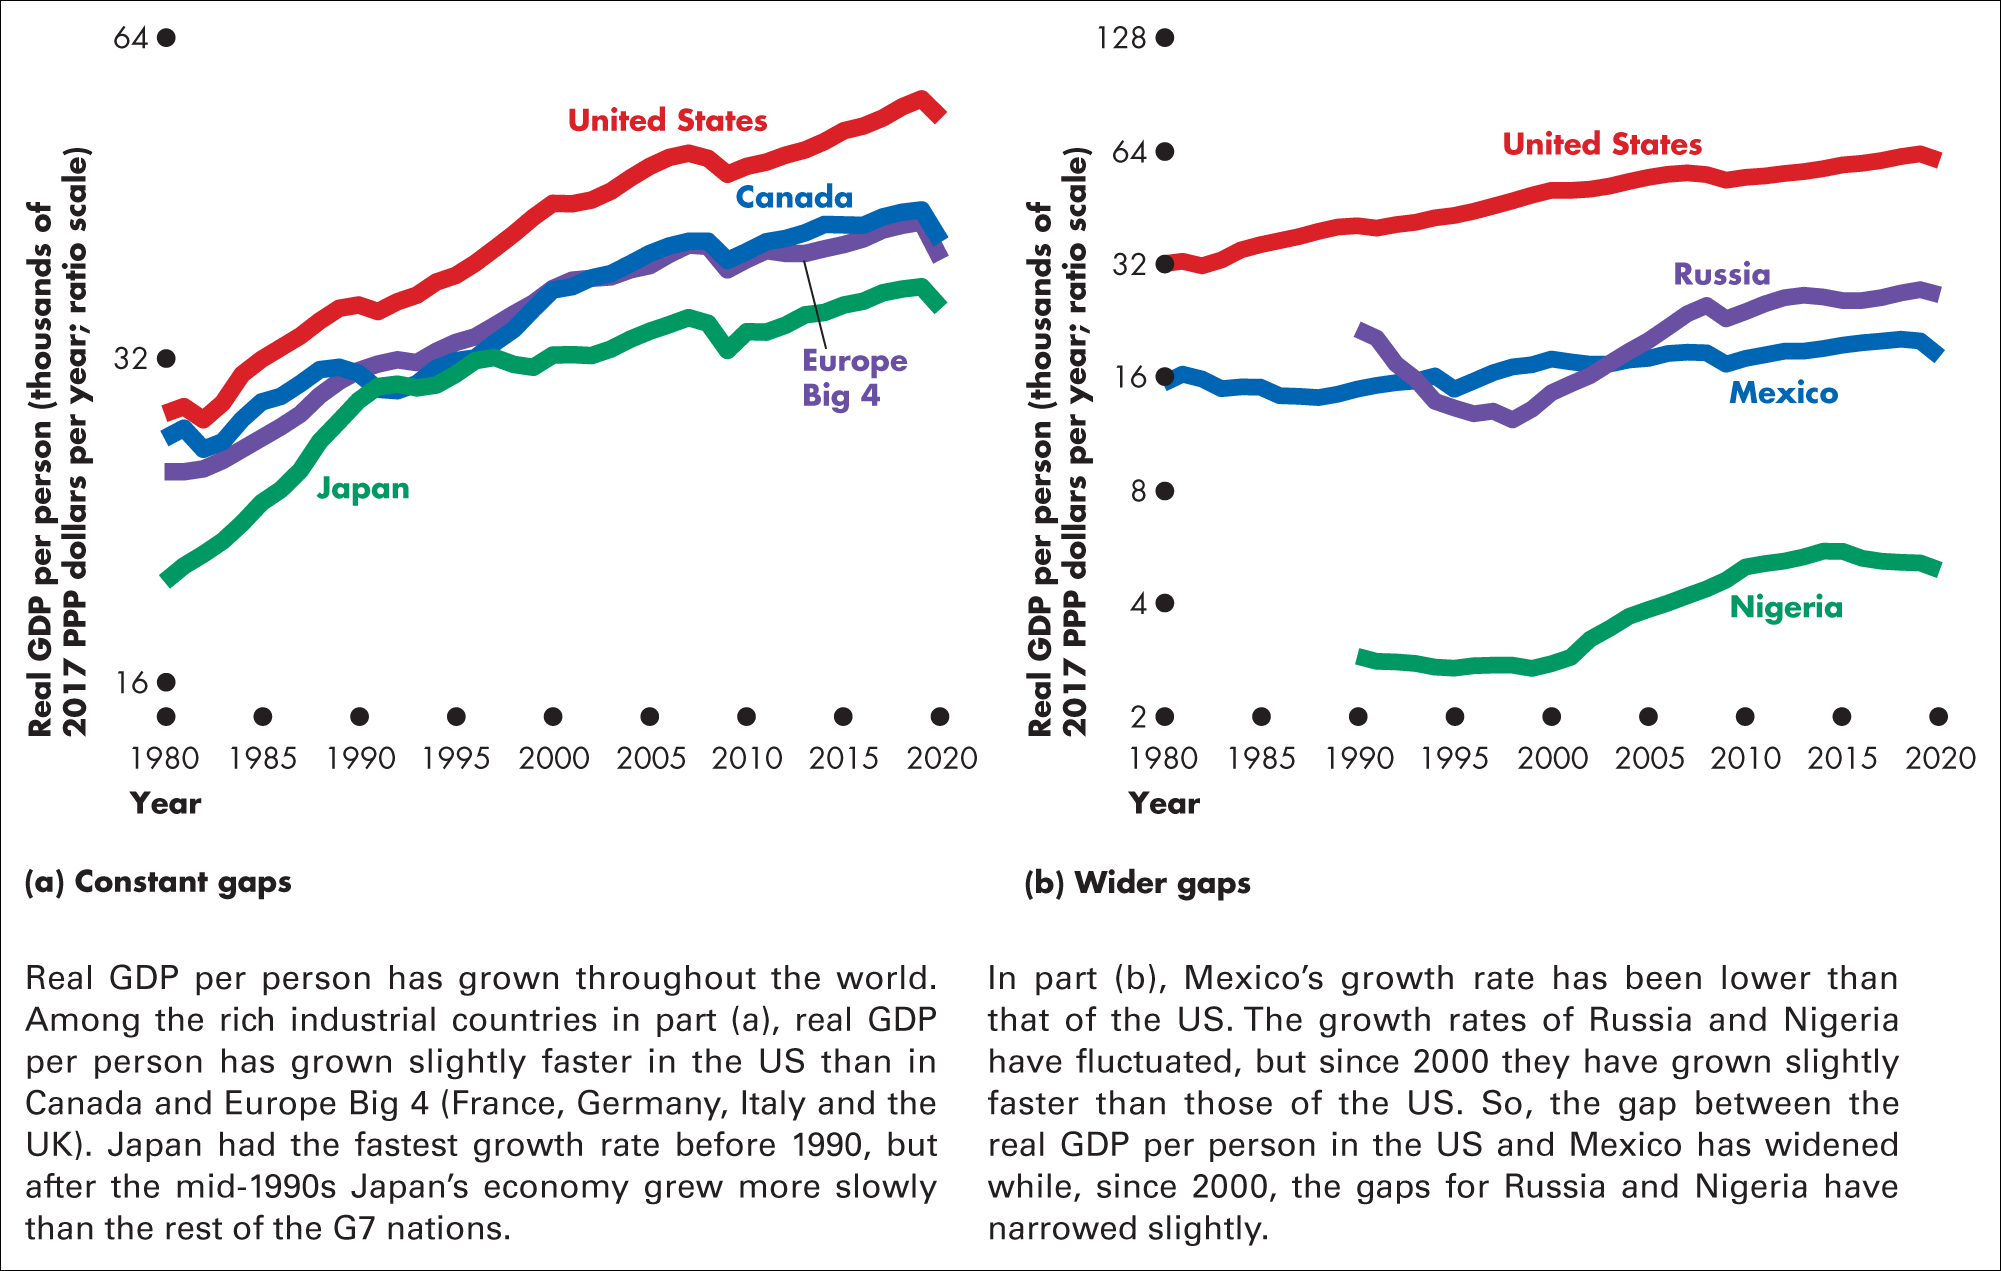 64
32
16
Real GDP per person (thousands of
2017 PPP dollars per year; ratio scale)
United States
Canada
Europe
Big 4
Japan
1980 1985 1990 1995 2000 2005 2010 2015 2020
Year
(a) Constant gaps
128
64
32
16
8
4
2
Real GDP per person (thousands of
2017 PPP dollars per year; ratio scale)
United States
Russia
Mexico
Nigeria
1980 1985 1990 1995 2000 2005 2010 2015 2020
Year
(b) Wider gaps
Real GDP per person has grown throughout the world.
Among the rich industrial countries in part (a), real GDP
per person has grown slightly faster in the US than in
Canada and Europe Big 4 (France, Germany, Italy and the
UK). Japan had the fastest growth rate before 1990, but
after the mid-1990s Japan’s economy grew more slowly
than the rest of the G7 nations.
In part (b), Mexico’s growth rate has been lower than
that of the US. The growth rates of Russia and Nigeria
have fluctuated, but since 2000 they have grown slightly
faster than those of the US. So, the gap between the
real GDP per person in the US and Mexico has widened
while, since 2000, the gaps for Russia and Nigeria have
narrowed slightly.